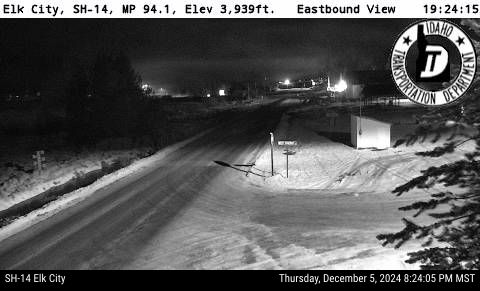 Elk City, SH-14, MP 94.1, Elev 3,939ft. Eastbound View 19:24:15
IDAHO
TRANSPORTATION DEPARTMENT
SH-14 Elk City
Thursday, December 5, 2024 8:24:05 PM MST